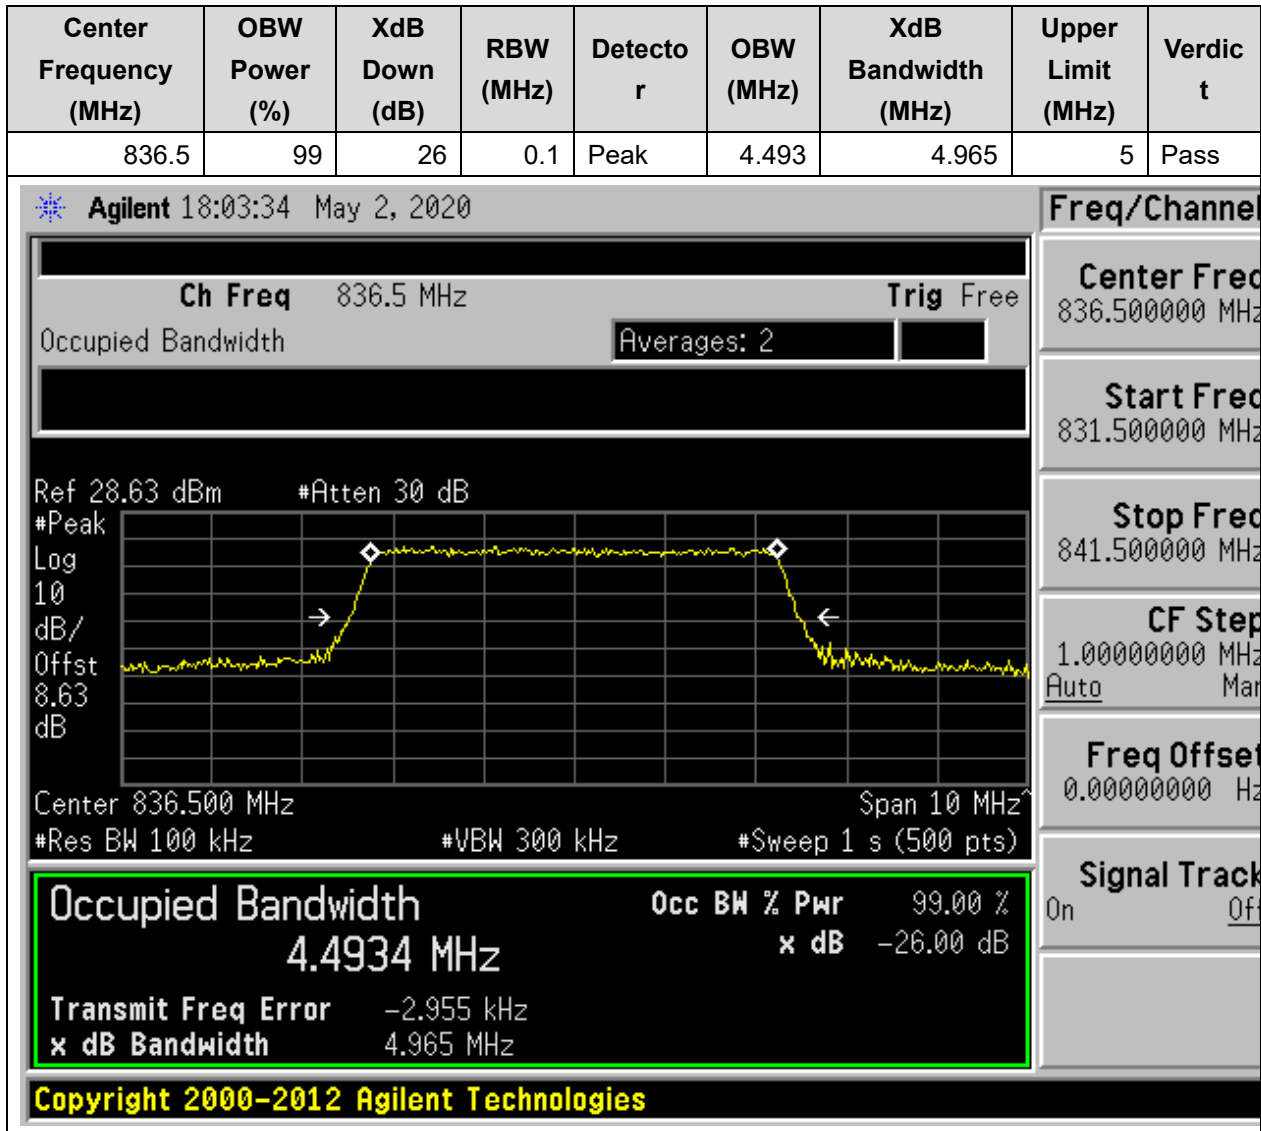 Center Frequency (MHz) OBW Power (%) XdB Down (dB) RBW (MHz) Detector OBW (MHz) XdB Bandwidth (MHz) Upper Limit (MHz) Verdict
836.5 99 26 0.1 Peak 4.493 4.965 5 Pass
Agilent 18:03:34 May 2, 2020
Ch Freq 836.5 MHz Trig Free
Occupied Bandwidth Averages: 2
Ref 28.63 dBm #Atten 30 dB
#Peak
Log
10
dB/
Offst
8.63
dB
Center 836.500 MHz Span 10 MHz^
#Res BW 100 kHz #VBW 300 kHz #Sweep 1 s (500 pts)
Occupied Bandwidth Occ BW % Pwr 99.00 %
4.4934 MHz x dB -26.00 dB
Transmit Freq Error -2.955 kHz
x dB Bandwidth 4.965 MHz
Copyright 2000-2012 Agilent Technologies
Freq/Channel
Center Freq
836.500000 MHz
Start Freq
831.500000 MHz
Stop Freq
841.500000 MHz
CF Step
1.00000000 MHz
Auto Man
Freq Offset
0.00000000 Hz
Signal Track
On Off